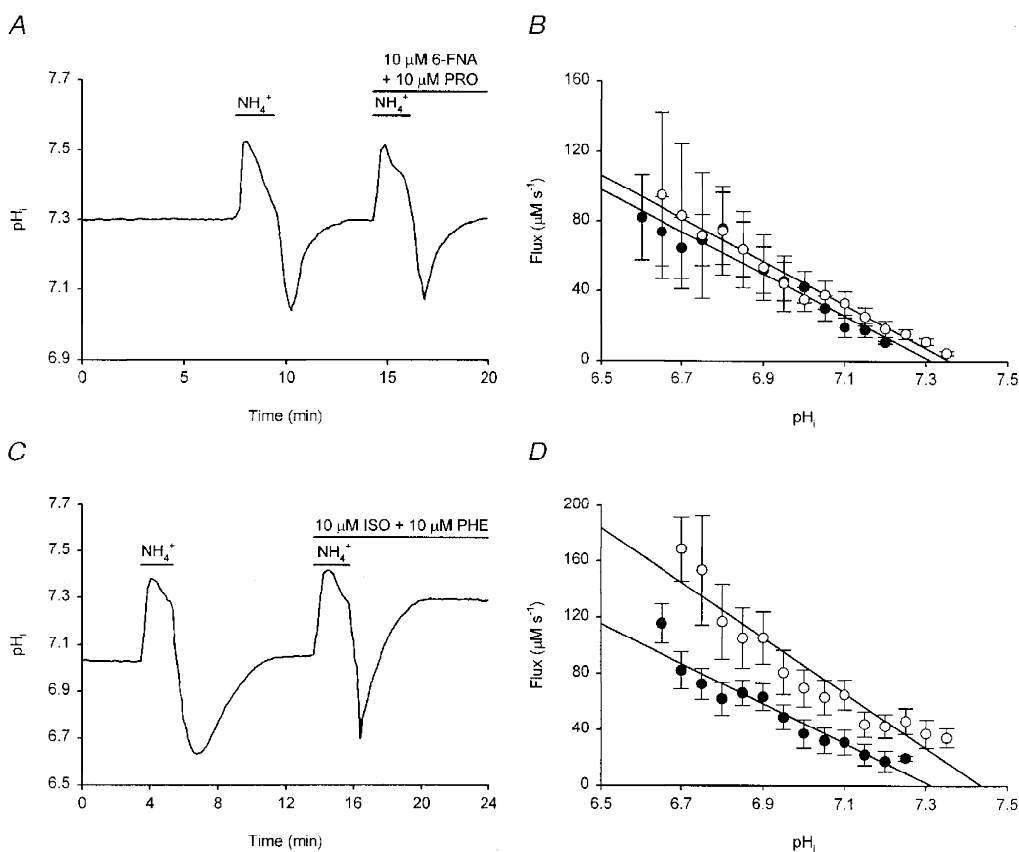 A
10 µM 6-FNA
+ 10 µM PRO
NH₄⁺
NH₄⁺
7.7
7.5
7.3
7.1
6.9
pHᵢ
0
5
10
15
20
Time (min)
B
160
120
80
40
0
Flux (µM s⁻¹)
6.5
6.7
6.9
7.1
7.3
7.5
pHᵢ
C
10 µM ISO + 10 µM PHE
NH₄⁺
NH₄⁺
7.7
7.5
7.3
7.1
6.9
6.7
6.5
pHᵢ
0
4
8
12
16
20
24
Time (min)
D
200
160
120
80
40
0
Flux (µM s⁻¹)
6.5
6.7
6.9
7.1
7.3
7.5
pHᵢ